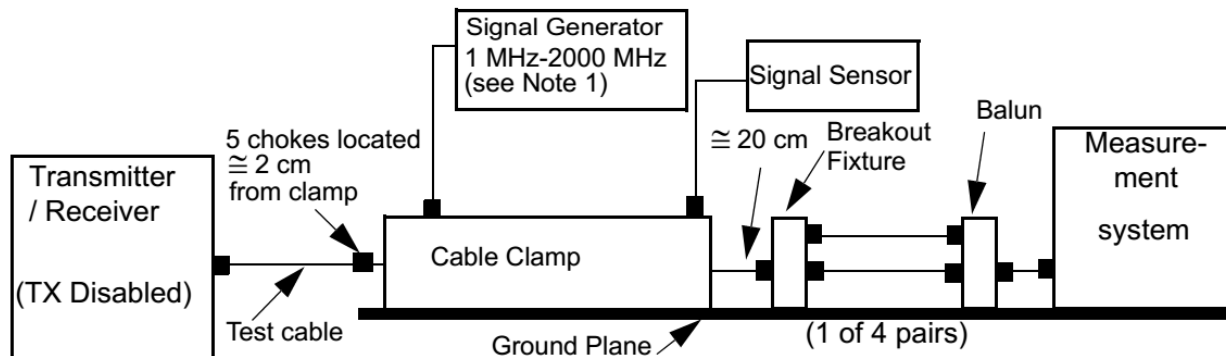 Signal Generator
1 MHz-2000 MHz
(see Note 1)
Signal Sensor
5 chokes located
≅ 2 cm
from clamp
≅ 20 cm
Breakout
Fixture
Balun
Measure-
ment
system
Transmitter
/ Receiver
(TX Disabled)
Cable Clamp
Test cable
Ground Plane
(1 of 4 pairs)